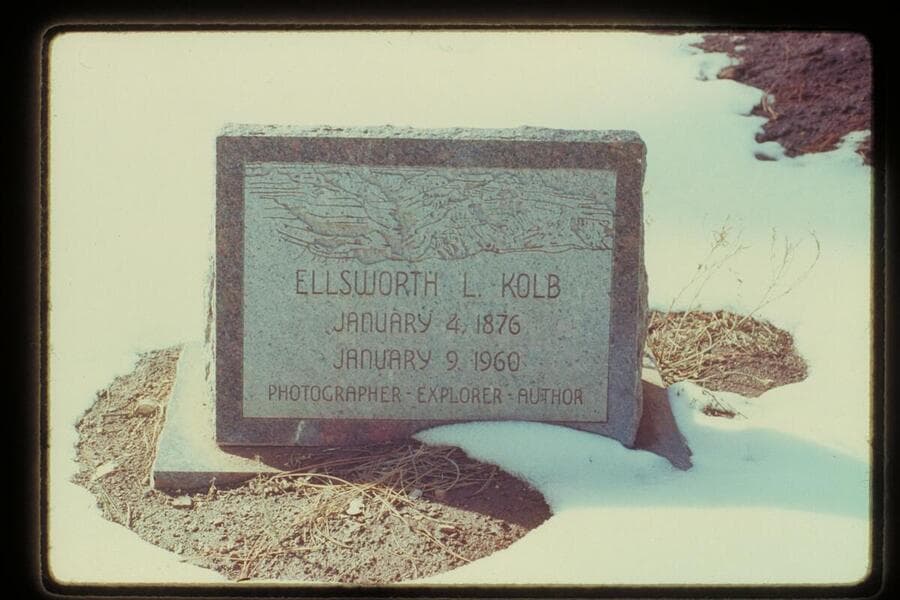 ELLSWORTH L. KOLB
JANUARY 4, 1876
JANUARY 9, 1960
PHOTOGRAPHER - EXPLORER - AUTHOR